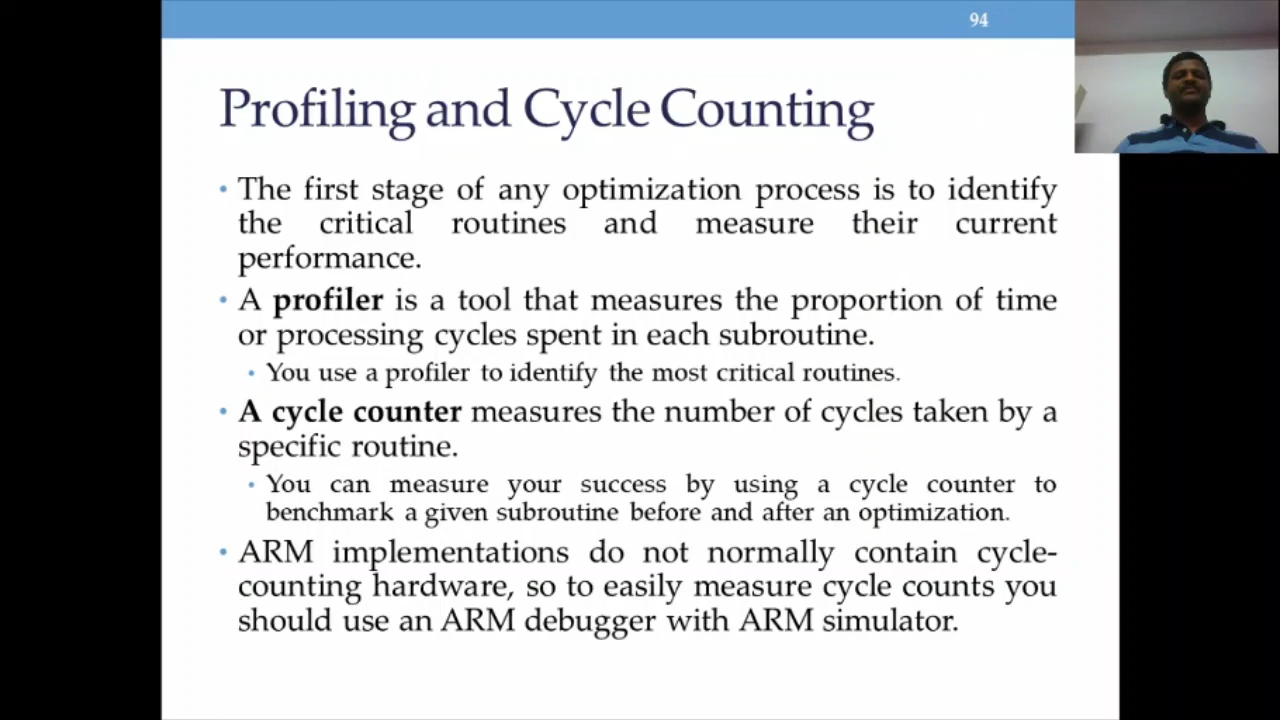 94
Profiling and Cycle Counting
• The first stage of any optimization process is to identify
the critical routines and measure their current
performance.
• A profiler is a tool that measures the proportion of time
or processing cycles spent in each subroutine.
• You use a profiler to identify the most critical routines.
• A cycle counter measures the number of cycles taken by a
specific routine.
• You can measure your success by using a cycle counter to
benchmark a given subroutine before and after an optimization.
• ARM implementations do not normally contain cycle-
counting hardware, so to easily measure cycle counts you
should use an ARM debugger with ARM simulator.